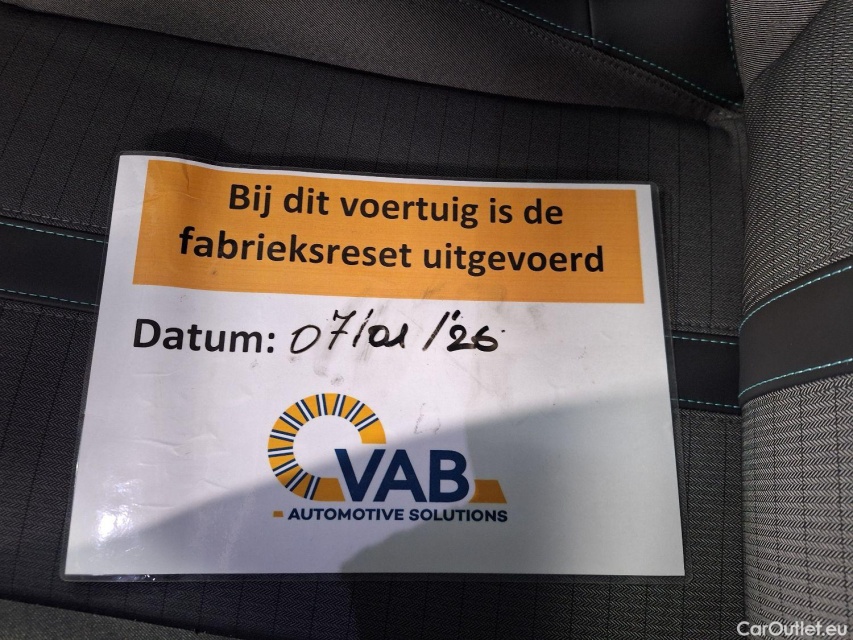 Bij dit voertuig is de
fabrieksreset uitgevoerd
Datum: 07/01/'26
VAB
AUTOMOTIVE SOLUTIONS
CarOutlet.eu